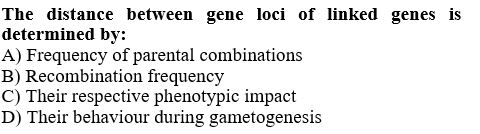 The distance between gene loci of linked genes is
determined by:
A) Frequency of parental combinations
B) Recombination frequency
C) Their respective phenotypic impact
D) Their behaviour during gametogenesis